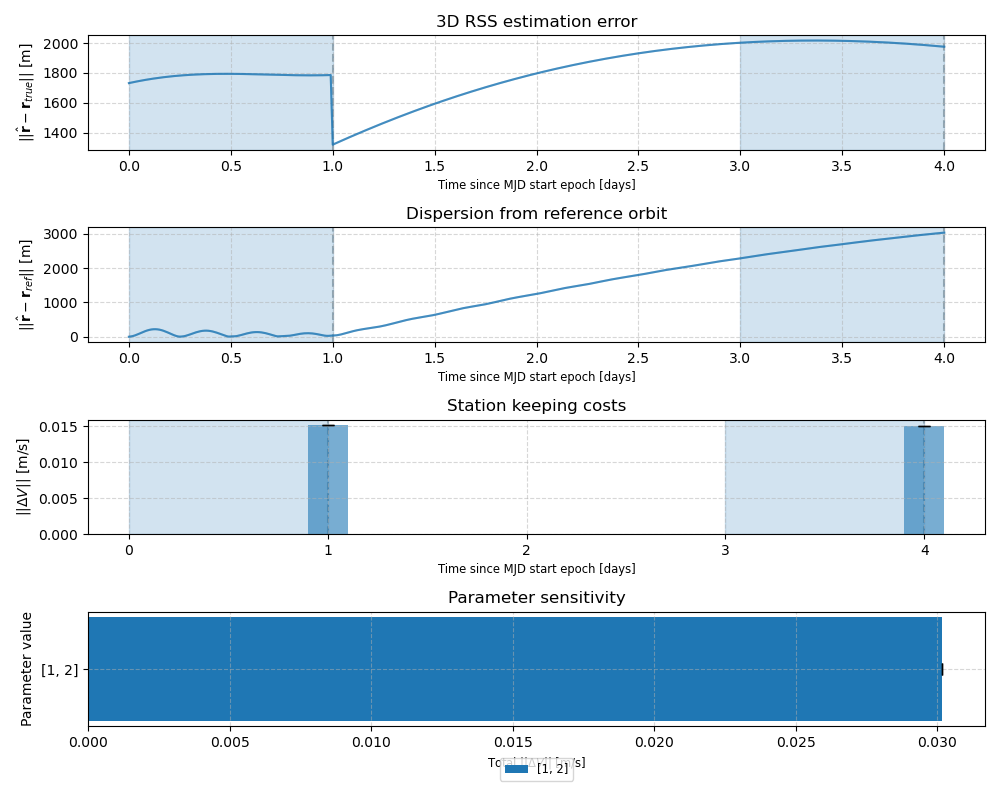 3D RSS estimation error
||r̂ − r_true|| [m]
2000
1800
1600
1400
0.0 0.5 1.0 1.5 2.0 2.5 3.0 3.5 4.0
Time since MJD start epoch [days]
Dispersion from reference orbit
||r̂ − r_ref|| [m]
3000
2000
1000
0
0.0 0.5 1.0 1.5 2.0 2.5 3.0 3.5 4.0
Time since MJD start epoch [days]
Station keeping costs
||ΔV|| [m/s]
0.015
0.010
0.005
0.000
0 1 2 3 4
Time since MJD start epoch [days]
Parameter sensitivity
Parameter value
[1, 2]
0.000 0.005 0.010 0.015 0.020 0.025 0.030
Total ||ΔV|| [m/s]
[1, 2]